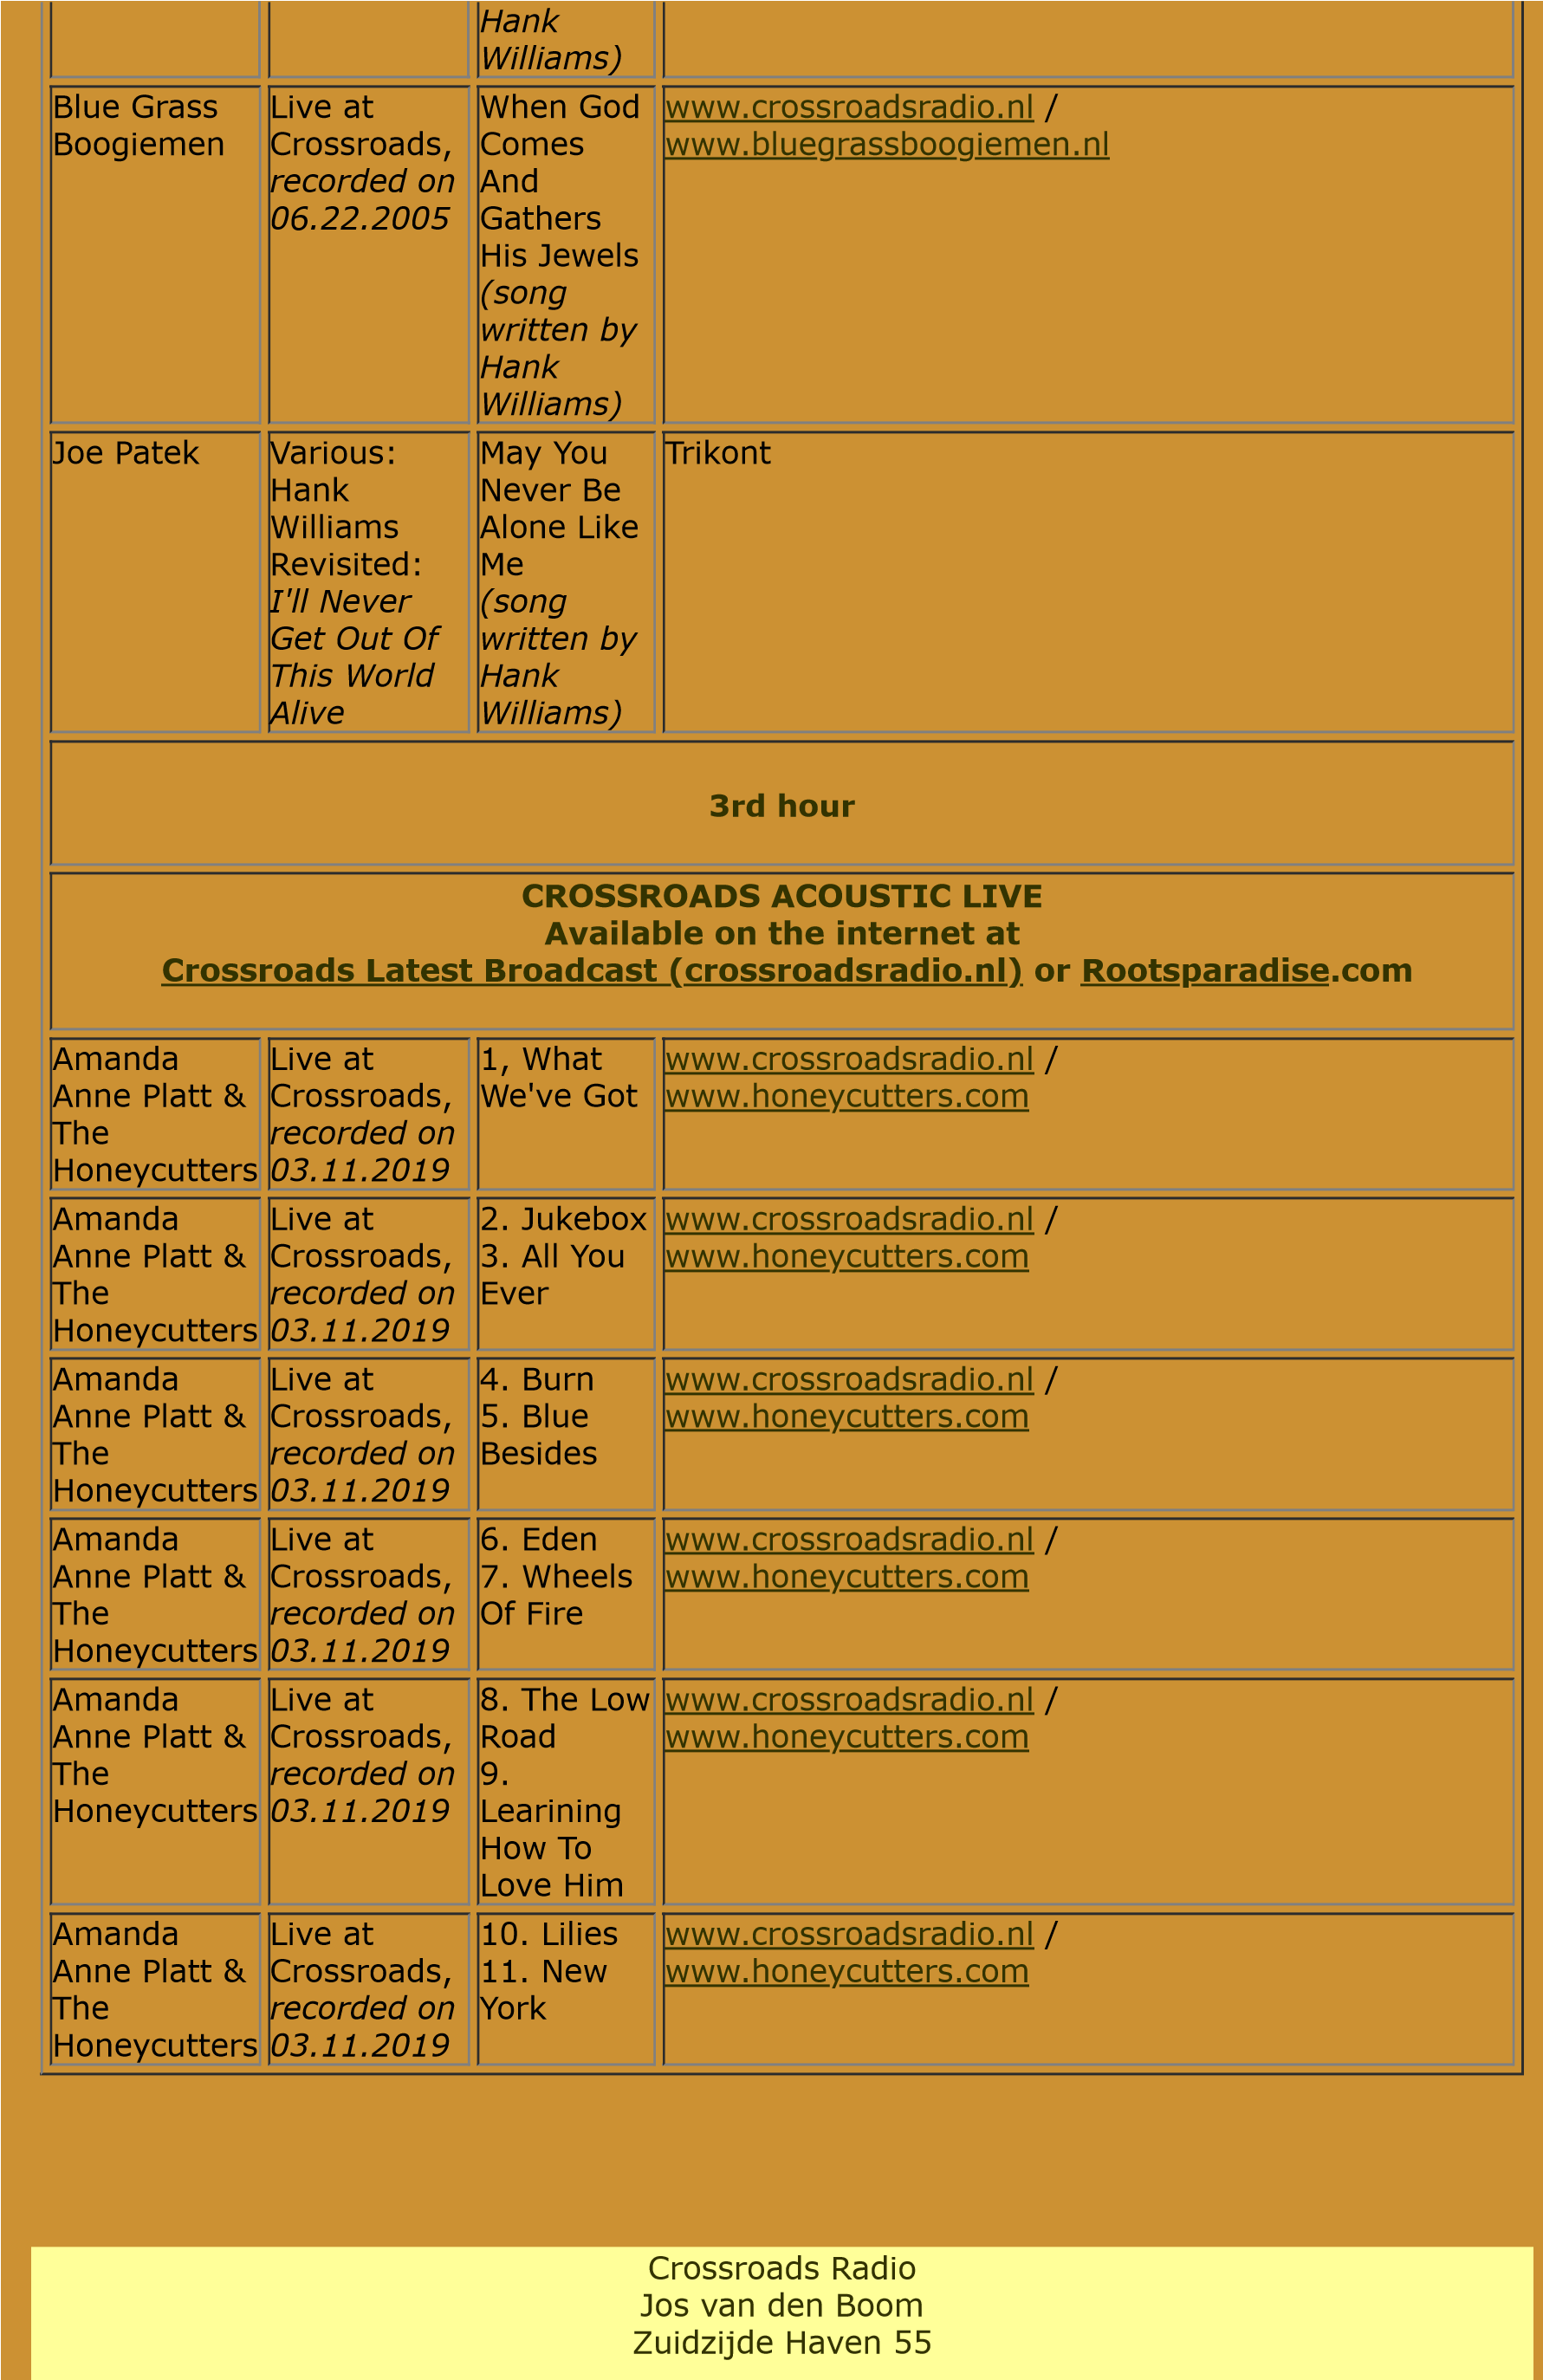 Hank
Williams)
Blue Grass
Boogiemen
Live at
Crossroads,
recorded on
06.22.2005
When God
Comes
And
Gathers
His Jewels
(song
written by
Hank
Williams)
www.crossroadsradio.nl /
www.bluegrassboogiemen.nl
Joe Patek
Various:
Hank
Williams
Revisited:
I'll Never
Get Out Of
This World
Alive
May You
Never Be
Alone Like
Me
(song
written by
Hank
Williams)
Trikont
3rd hour
CROSSROADS ACOUSTIC LIVE
Available on the internet at
Crossroads Latest Broadcast (crossroadsradio.nl) or Rootsparadise.com
Amanda
Anne Platt &
The
Honeycutters
Live at
Crossroads,
recorded on
03.11.2019
1, What
We've Got
www.crossroadsradio.nl /
www.honeycutters.com
Amanda
Anne Platt &
The
Honeycutters
Live at
Crossroads,
recorded on
03.11.2019
2. Jukebox
3. All You
Ever
www.crossroadsradio.nl /
www.honeycutters.com
Amanda
Anne Platt &
The
Honeycutters
Live at
Crossroads,
recorded on
03.11.2019
4. Burn
5. Blue
Besides
www.crossroadsradio.nl /
www.honeycutters.com
Amanda
Anne Platt &
The
Honeycutters
Live at
Crossroads,
recorded on
03.11.2019
6. Eden
7. Wheels
Of Fire
www.crossroadsradio.nl /
www.honeycutters.com
Amanda
Anne Platt &
The
Honeycutters
Live at
Crossroads,
recorded on
03.11.2019
8. The Low
Road
9.
Learining
How To
Love Him
www.crossroadsradio.nl /
www.honeycutters.com
Amanda
Anne Platt &
The
Honeycutters
Live at
Crossroads,
recorded on
03.11.2019
10. Lilies
11. New
York
www.crossroadsradio.nl /
www.honeycutters.com
Crossroads Radio
Jos van den Boom
Zuidzijde Haven 55